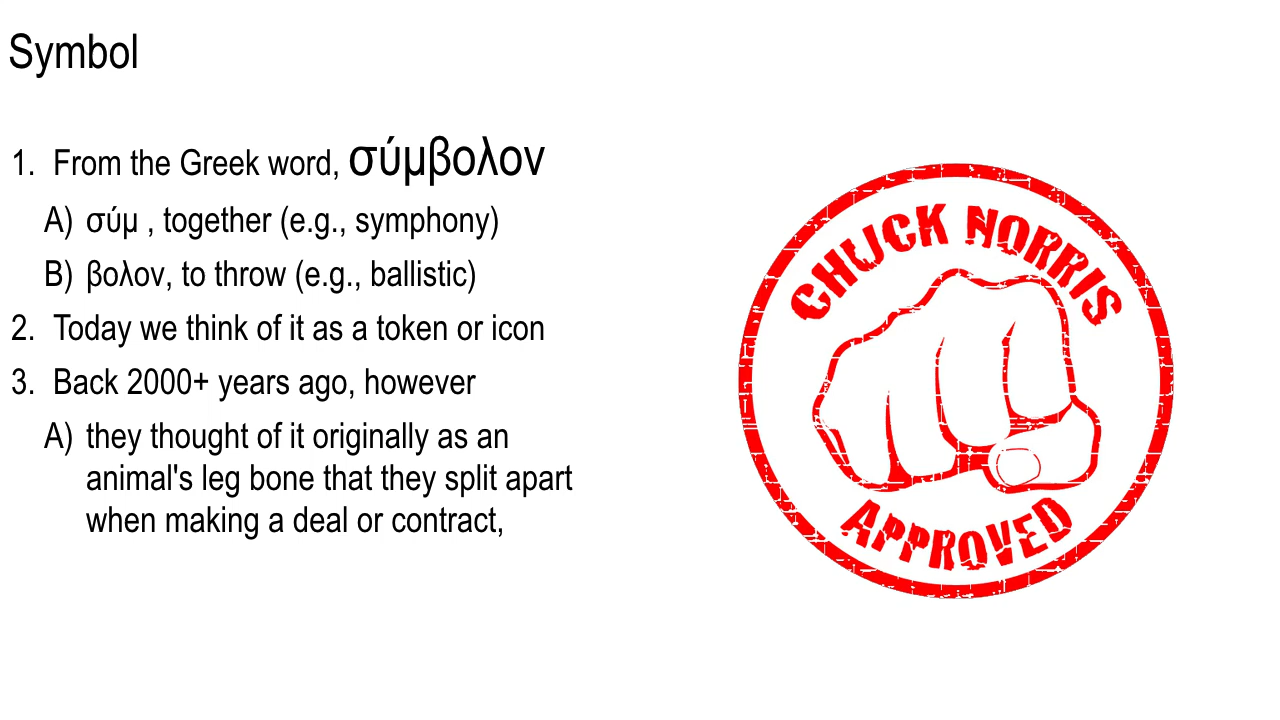 Symbol
1. From the Greek word, σύμβολον
A) σύμ , together (e.g., symphony)
B) βολον, to throw (e.g., ballistic)
2. Today we think of it as a token or icon
3. Back 2000+ years ago, however
A) they thought of it originally as an
animal's leg bone that they split apart
when making a deal or contract,
CHUCK NORRIS
APPROVED